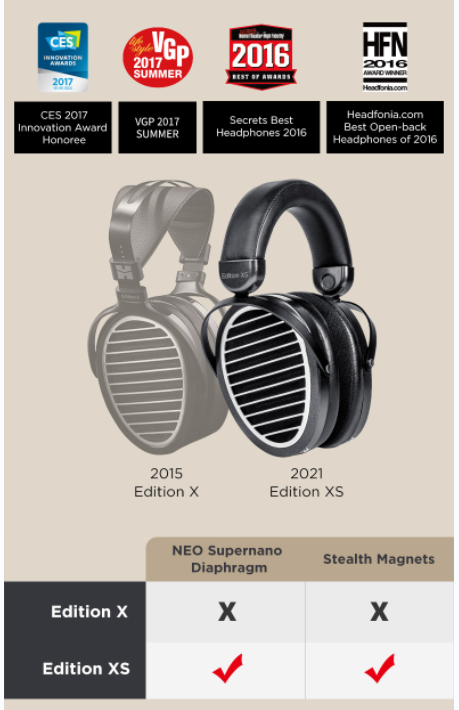 CES
INNOVATION
AWARDS
2017
life
Style
VGP
2017
SUMMER
2016
BEST OF AWARDS
HFN
2016
AWARD WINNER
Headfonia.com
CES 2017
Innovation Award
Honoree
VGP 2017
SUMMER
Secrets Best
Headphones 2016
Headfonia.com
Best Open-back
Headphones of 2016
Edition XS
2015
Edition X
2021
Edition XS
NEO Supernano
Diaphragm
Stealth Magnets
Edition X
X
X
Edition XS